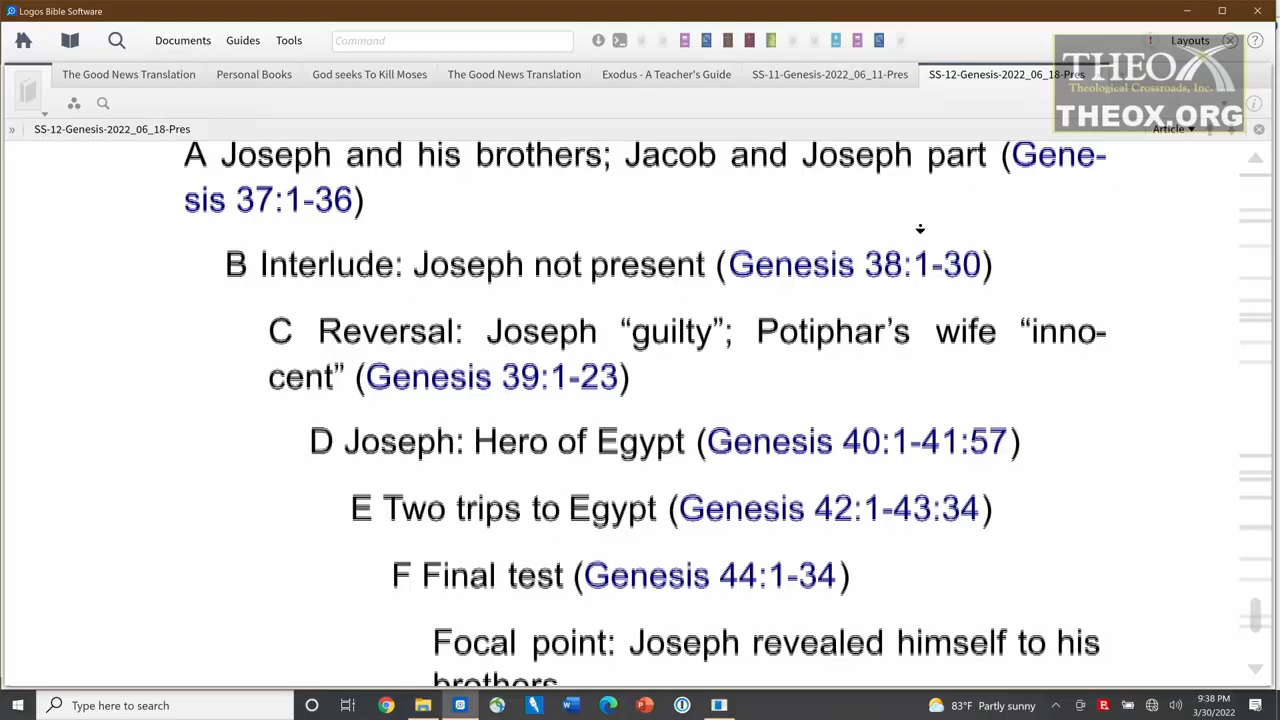 Logos Bible Software
Documents Guides Tools Command Layouts
THEOX
Theological Crossroads, Inc.
THEOX.ORG
The Good News Translation Personal Books God seeks To Kill Moses The Good News Translation Exodus - A Teacher's Guide SS-11-Genesis-2022_06_11-Pres SS-12-Genesis-2022_06_18-Pres
» SS-12-Genesis-2022_06_18-Pres Article
A Joseph and his brothers; Jacob and Joseph part (Gene-
sis 37:1-36)
B Interlude: Joseph not present (Genesis 38:1-30)
C Reversal: Joseph “guilty”; Potiphar’s wife “inno-
cent” (Genesis 39:1-23)
D Joseph: Hero of Egypt (Genesis 40:1-41:57)
E Two trips to Egypt (Genesis 42:1-43:34)
F Final test (Genesis 44:1-34)
Focal point: Joseph revealed himself to his
brothers
Type here to search 83°F Partly sunny 9:38 PM
3/30/2022